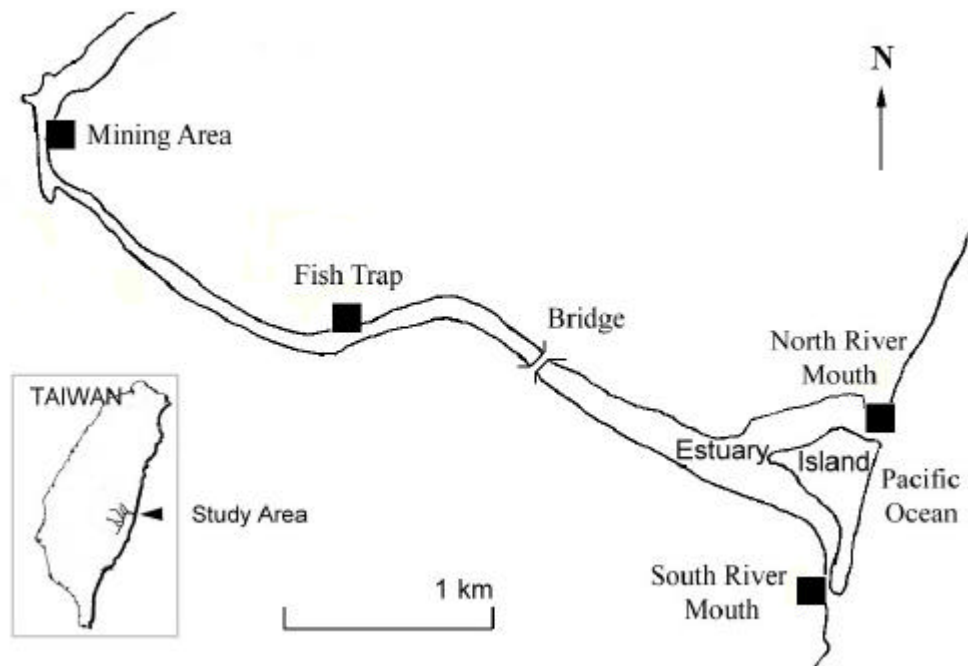 N
Mining Area
Fish Trap
Bridge
North River
Mouth
Estuary
Island
Pacific
Ocean
TAIWAN
Study Area
1 km
South River
Mouth